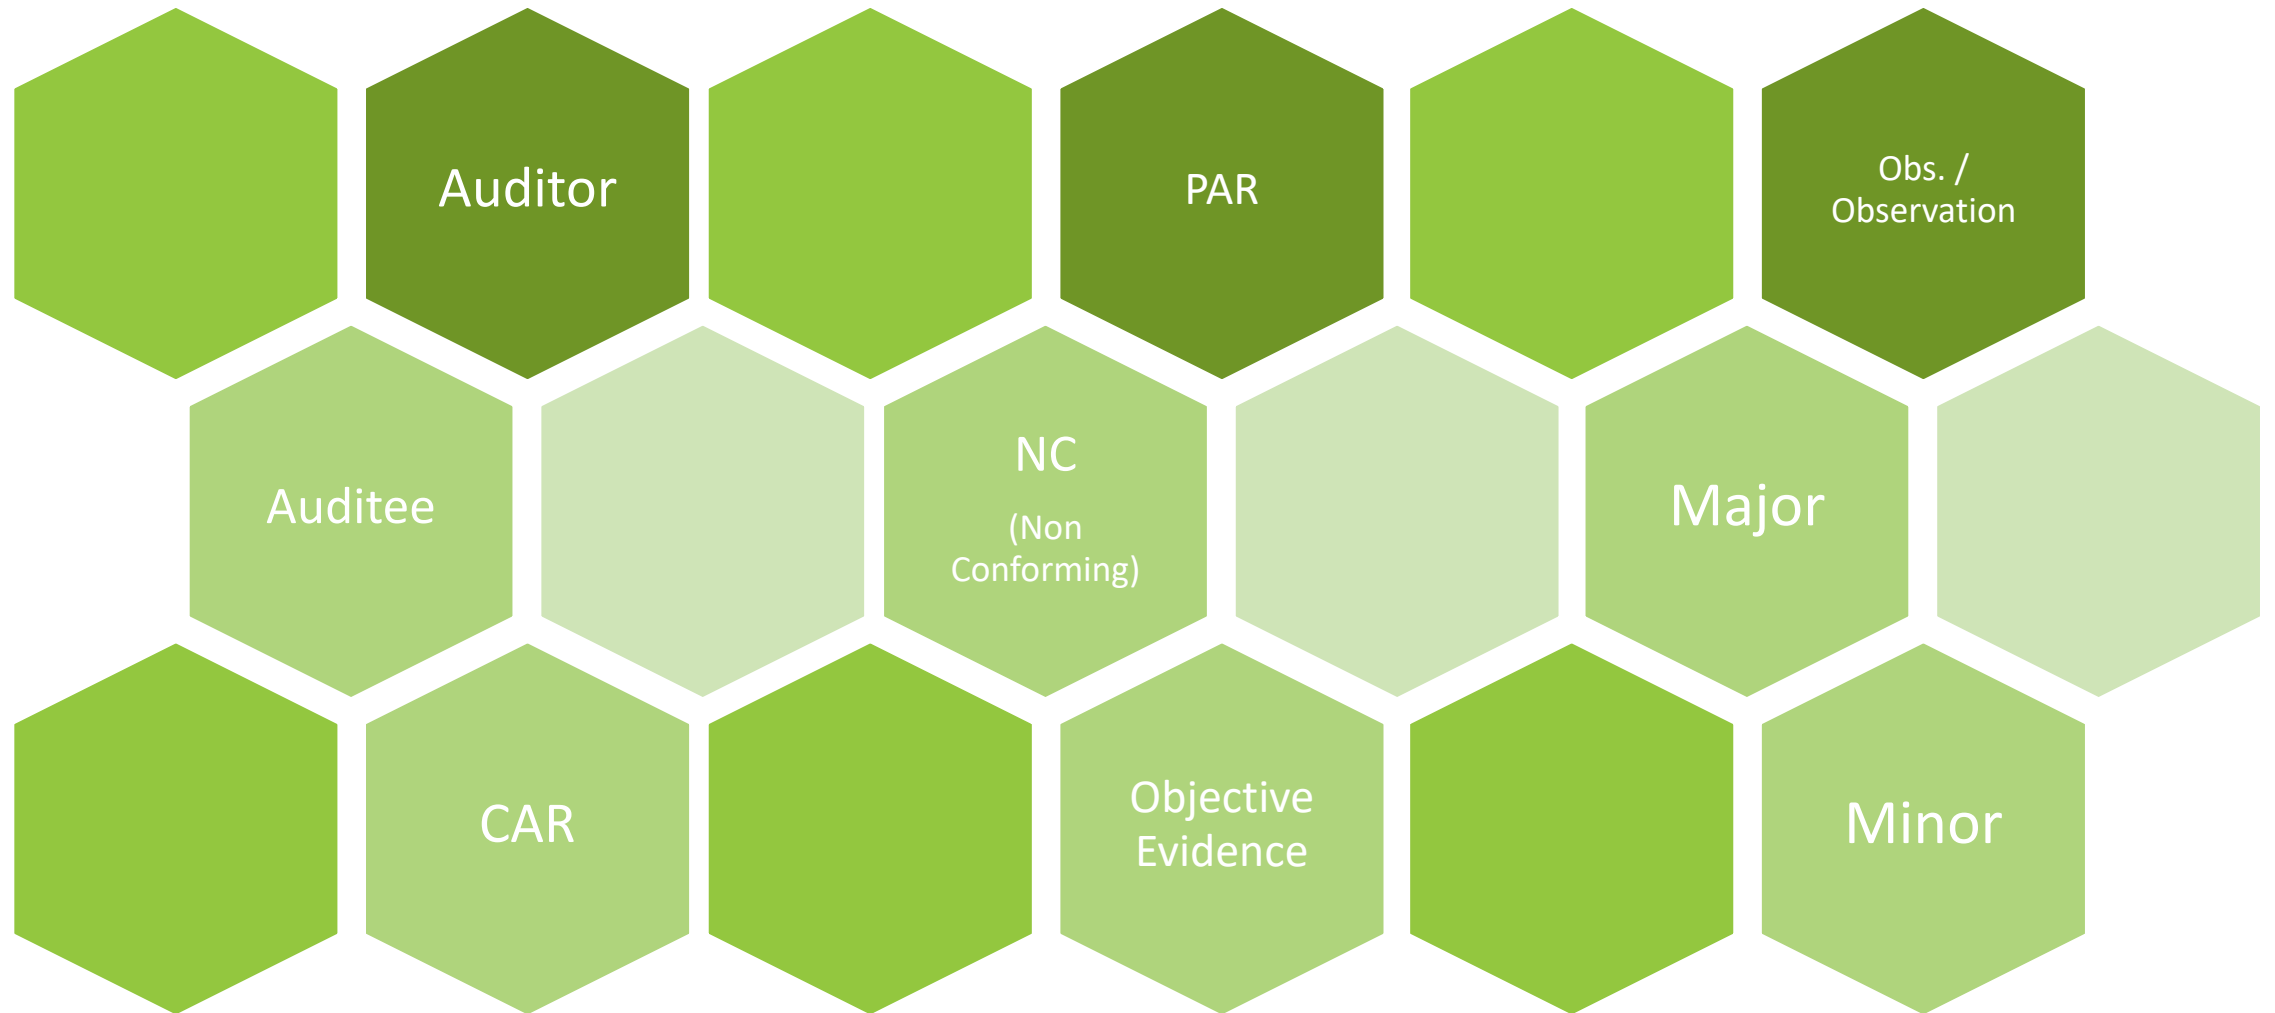 Auditor
PAR
Obs. /
Observation
Auditee
NC
(Non
Conforming)
Major
CAR
Objective
Evidence
Minor